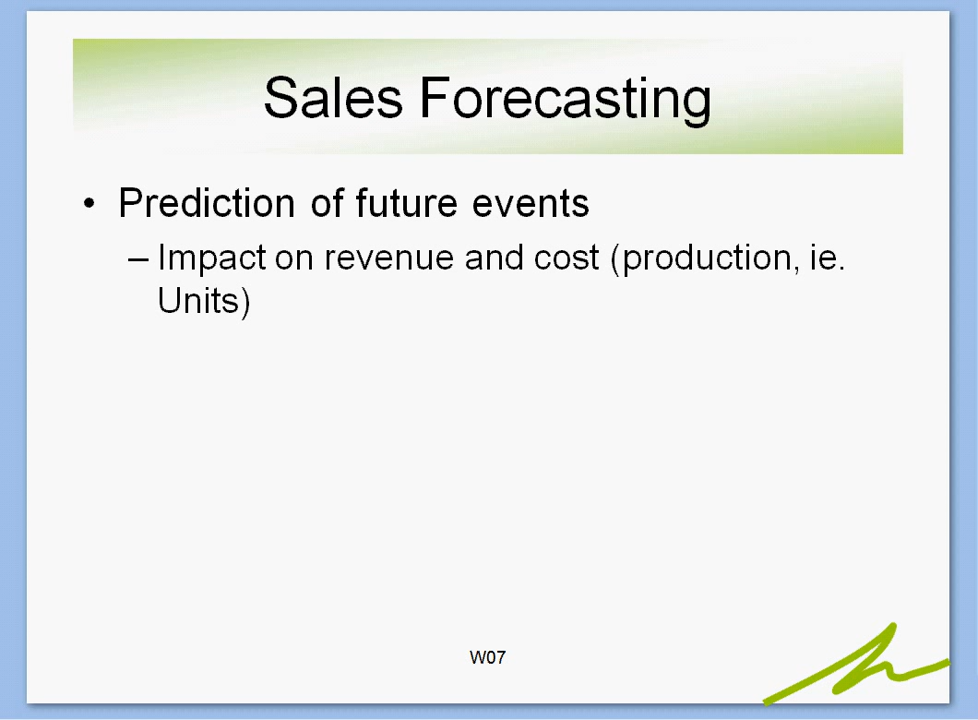 Sales Forecasting
• Prediction of future events
– Impact on revenue and cost (production, ie.
Units)
W07